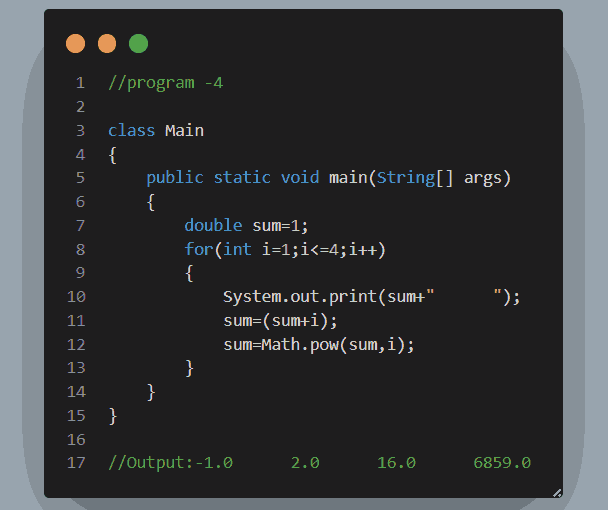 1 //program -4
2
3 class Main
4 {
5     public static void main(String[] args)
6     {
7         double sum=1;
8         for(int i=1;i<=4;i++)
9         {
10             System.out.print(sum+"      ");
11             sum=(sum+i);
12             sum=Math.pow(sum,i);
13         }
14     }
15 }
16
17 //Output:-1.0      2.0      16.0      6859.0